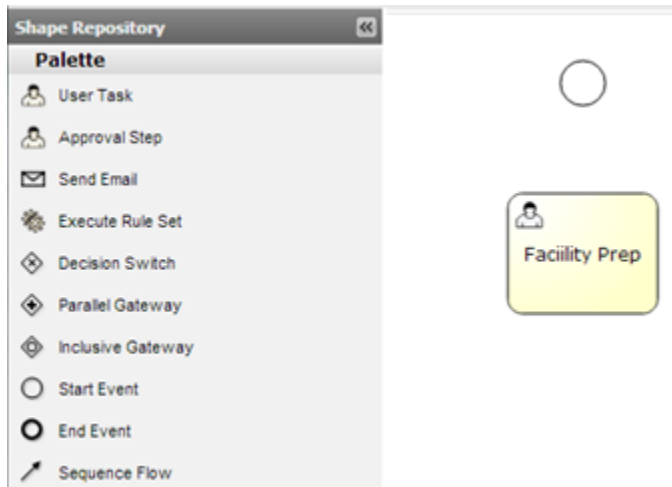 Shape Repository
Palette
User Task
Approval Step
Send Email
Execute Rule Set
Decision Switch
Parallel Gateway
Inclusive Gateway
Start Event
End Event
Sequence Flow
Faciility Prep